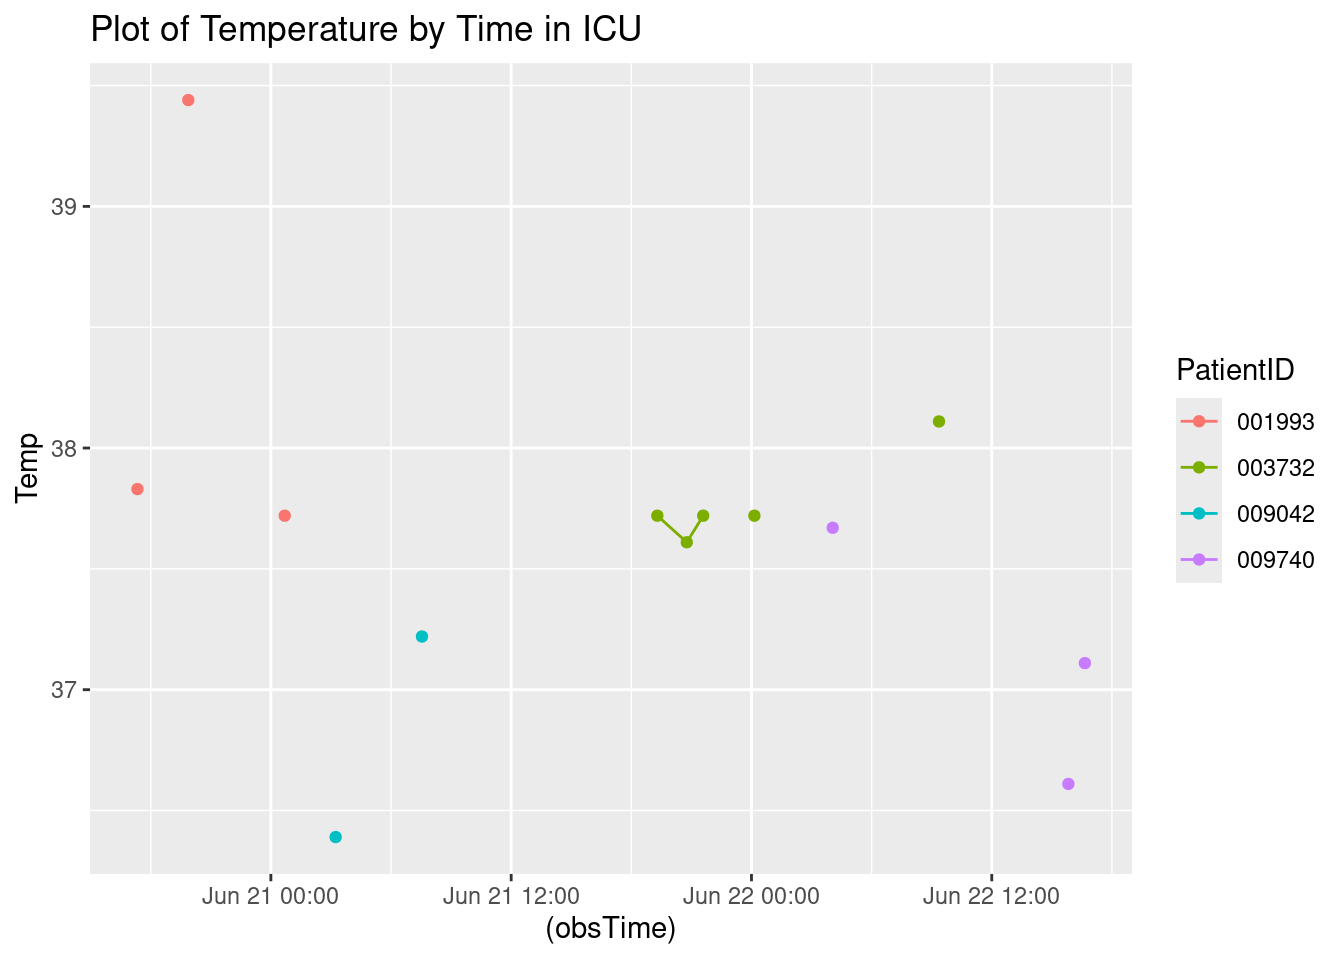 Plot of Temperature by Time in ICU
39
38
37
Temp
Jun 21 00:00 Jun 21 12:00 Jun 22 00:00 Jun 22 12:00
(obsTime)
PatientID
001993
003732
009042
009740